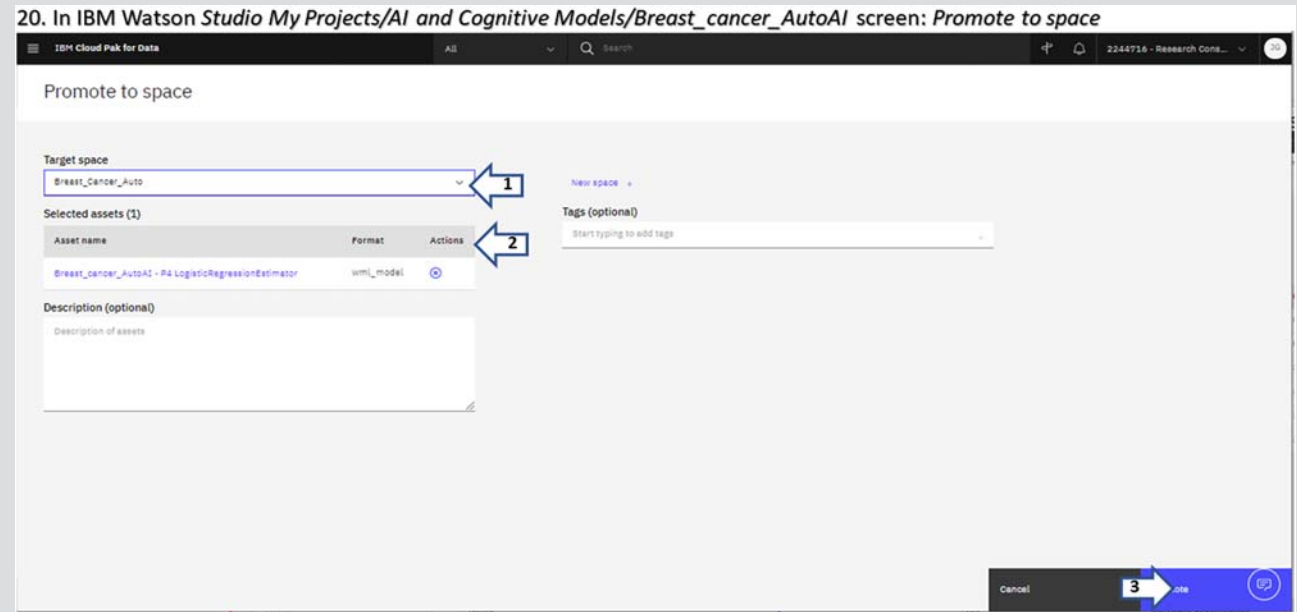 20. In IBM Watson Studio My Projects/AI and Cognitive Models/Breast_cancer_AutoAI screen: Promote to space
IBM Cloud Pak for Data All Search 2244716 - Research Cons... JG
Promote to space
Target space
Breast_Cancer_Auto 1 New space +
Selected assets (1) Tags (optional)
Asset name Format Actions 2 Start typing to add tags
Breast_cancer_AutoAI - P4 LogisticRegressionEstimator wml_model
Description (optional)
Description of assets
Cancel 3 ote